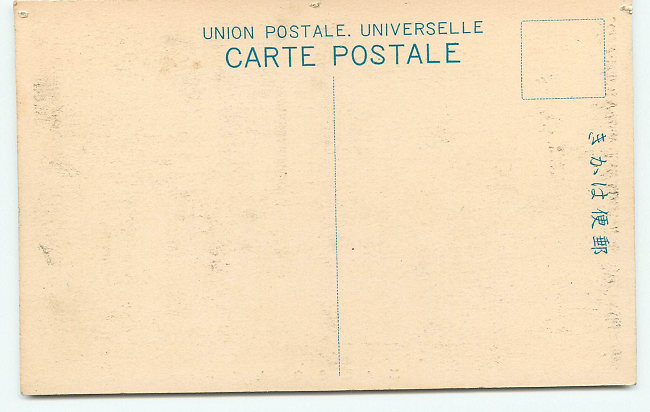 UNION POSTALE. UNIVERSELLE
CARTE POSTALE
郵便はかき